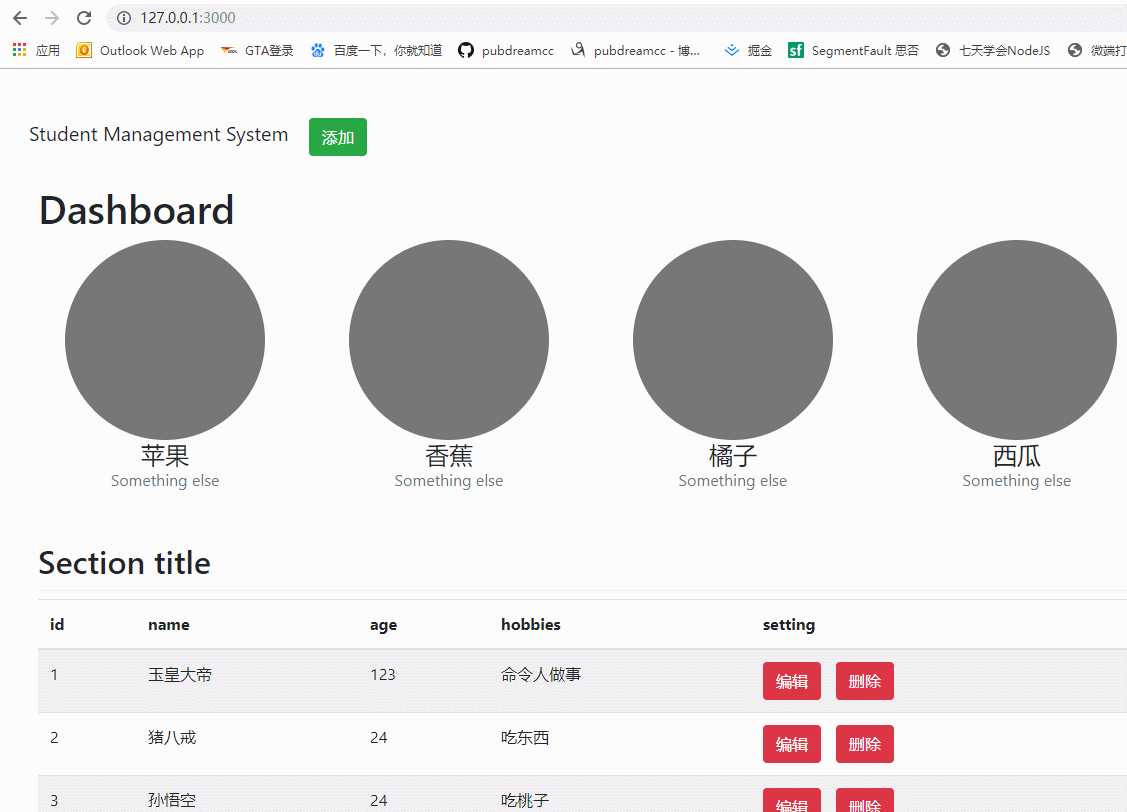 127.0.0.1:3000
应用 Outlook Web App GTA登录 百度一下，你就知道 pubdreamcc pubdreamcc - 博... 掘金 sf SegmentFault 思否 七天学会NodeJS 微端打
Student Management System 添加
Dashboard
苹果 香蕉 橘子 西瓜
Something else Something else Something else Something else
Section title
id name age hobbies setting
1 玉皇大帝 123 命令人做事 编辑 删除
2 猪八戒 24 吃东西 编辑 删除
3 孙悟空 24 吃桃子 编辑 删除